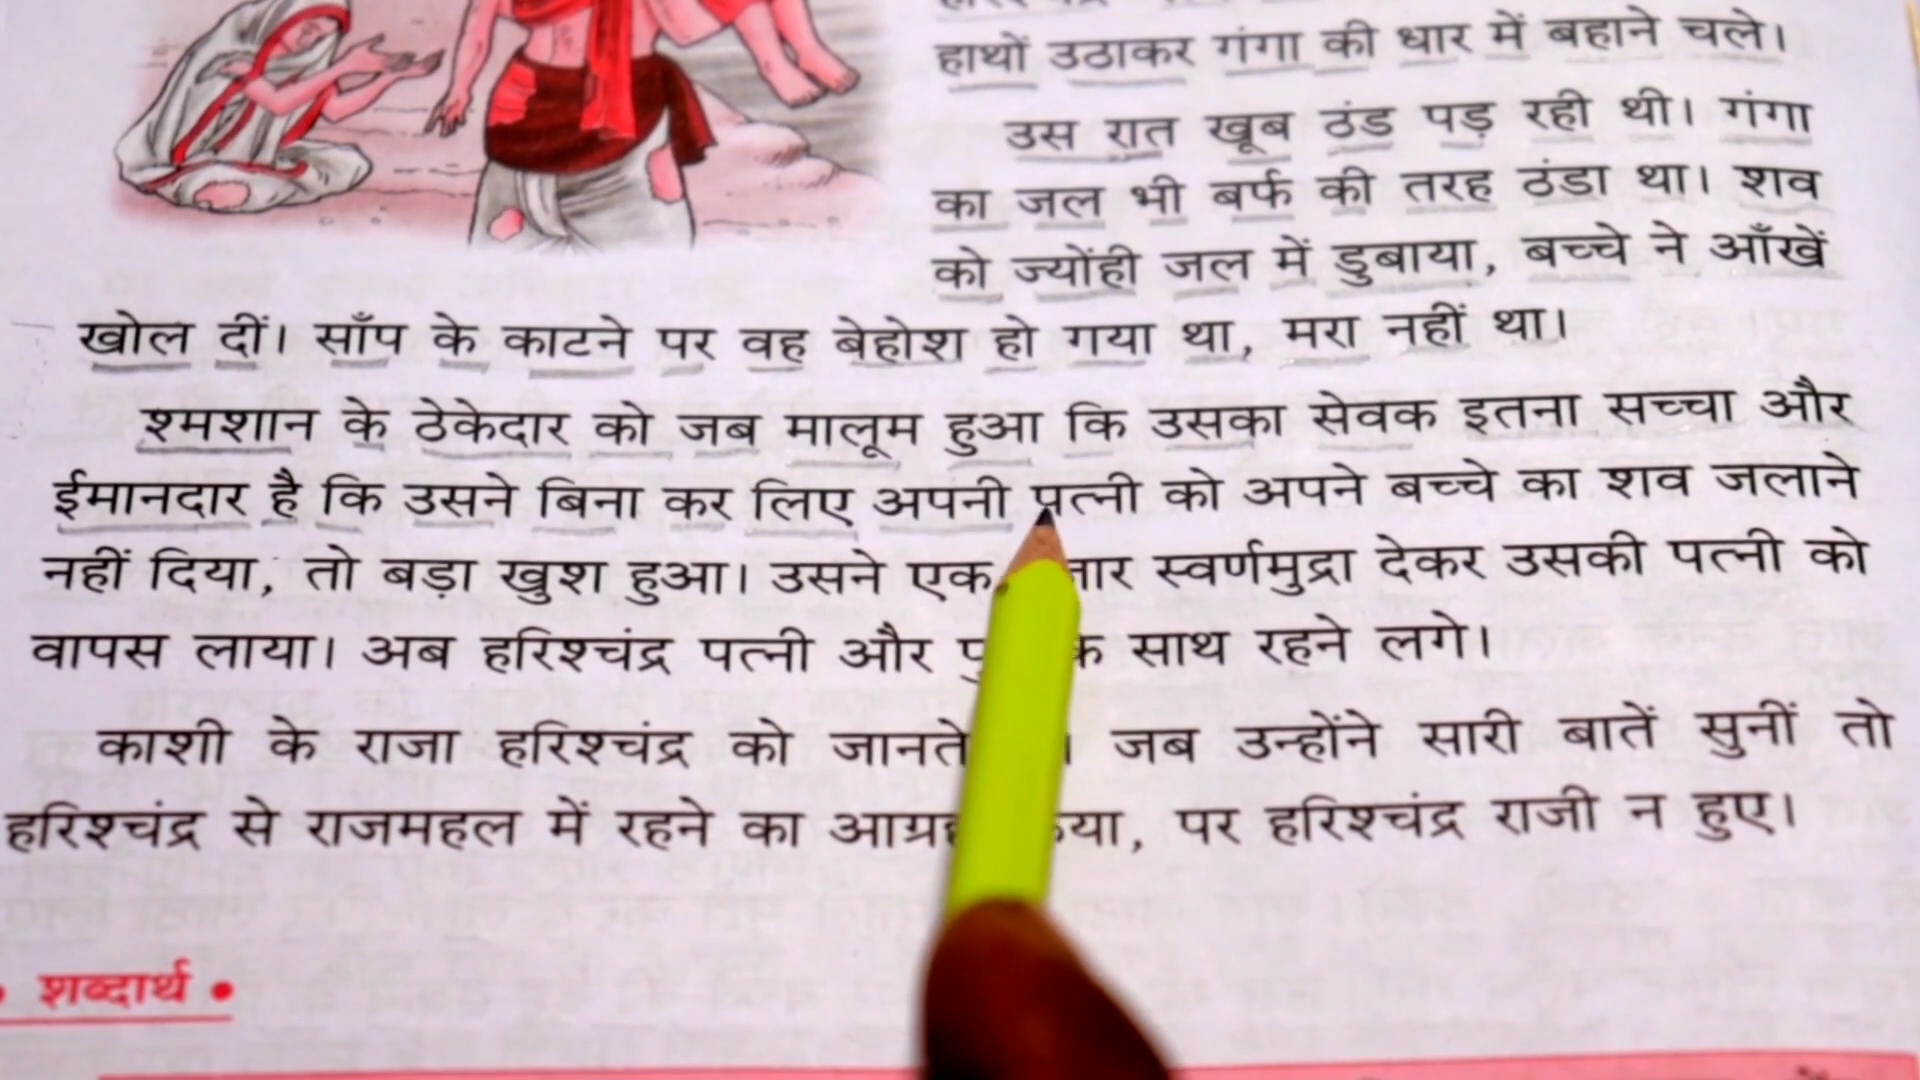 हाथों उठाकर गंगा की धार में बहाने चले।
उस रात खूब ठंड पड़ रही थी। गंगा
का जल भी बर्फ की तरह ठंडा था। शव
को ज्योंही जल में डुबाया, बच्चे ने आँखें
खोल दीं। साँप के काटने पर वह बेहोश हो गया था, मरा नहीं था।
श्मशान के ठेकेदार को जब मालूम हुआ कि उसका सेवक इतना सच्चा और
ईमानदार है कि उसने बिना कर लिए अपनी पत्नी को अपने बच्चे का शव जलाने
नहीं दिया, तो बड़ा खुश हुआ। उसने एक स्वर्णमुद्रा देकर उसकी पत्नी को
वापस लाया। अब हरिश्चंद्र पत्नी और साथ रहने लगे।
काशी के राजा हरिश्चंद्र को जानते जब उन्होंने सारी बातें सुनीं तो
हरिश्चंद्र से राजमहल में रहने का पर हरिश्चंद्र राजी न हुए।
• शब्दार्थ •